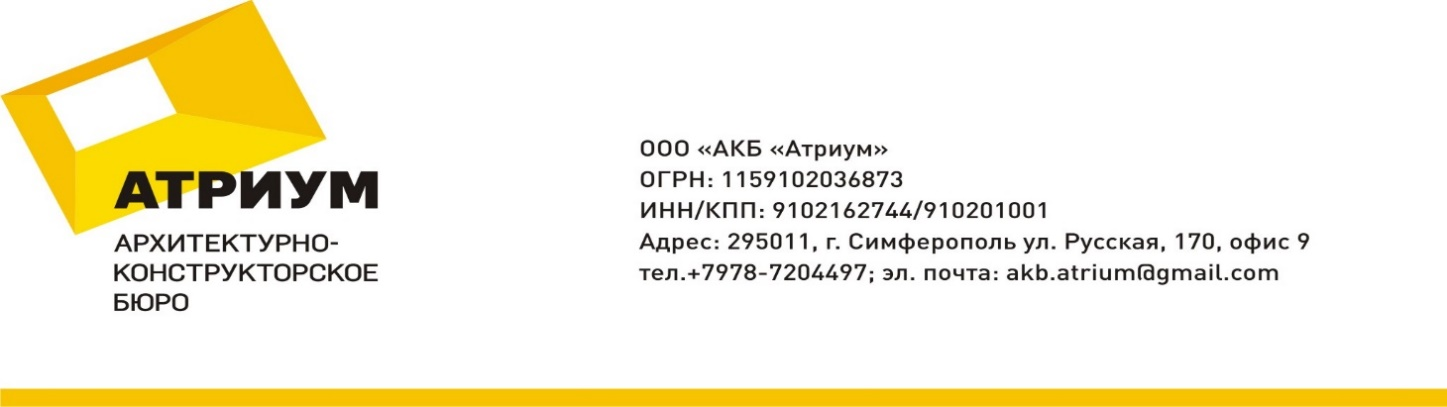 АТРИУМ
АРХИТЕКТУРНО-
КОНСТРУКТОРСКОЕ
БЮРО
ООО «АКБ «Атриум»
ОГРН: 1159102036873
ИНН/КПП: 9102162744/910201001
Адрес: 295011, г. Симферополь ул. Русская, 170, офис 9
тел.+7978-7204497; эл. почта: akb.atrium@gmail.com